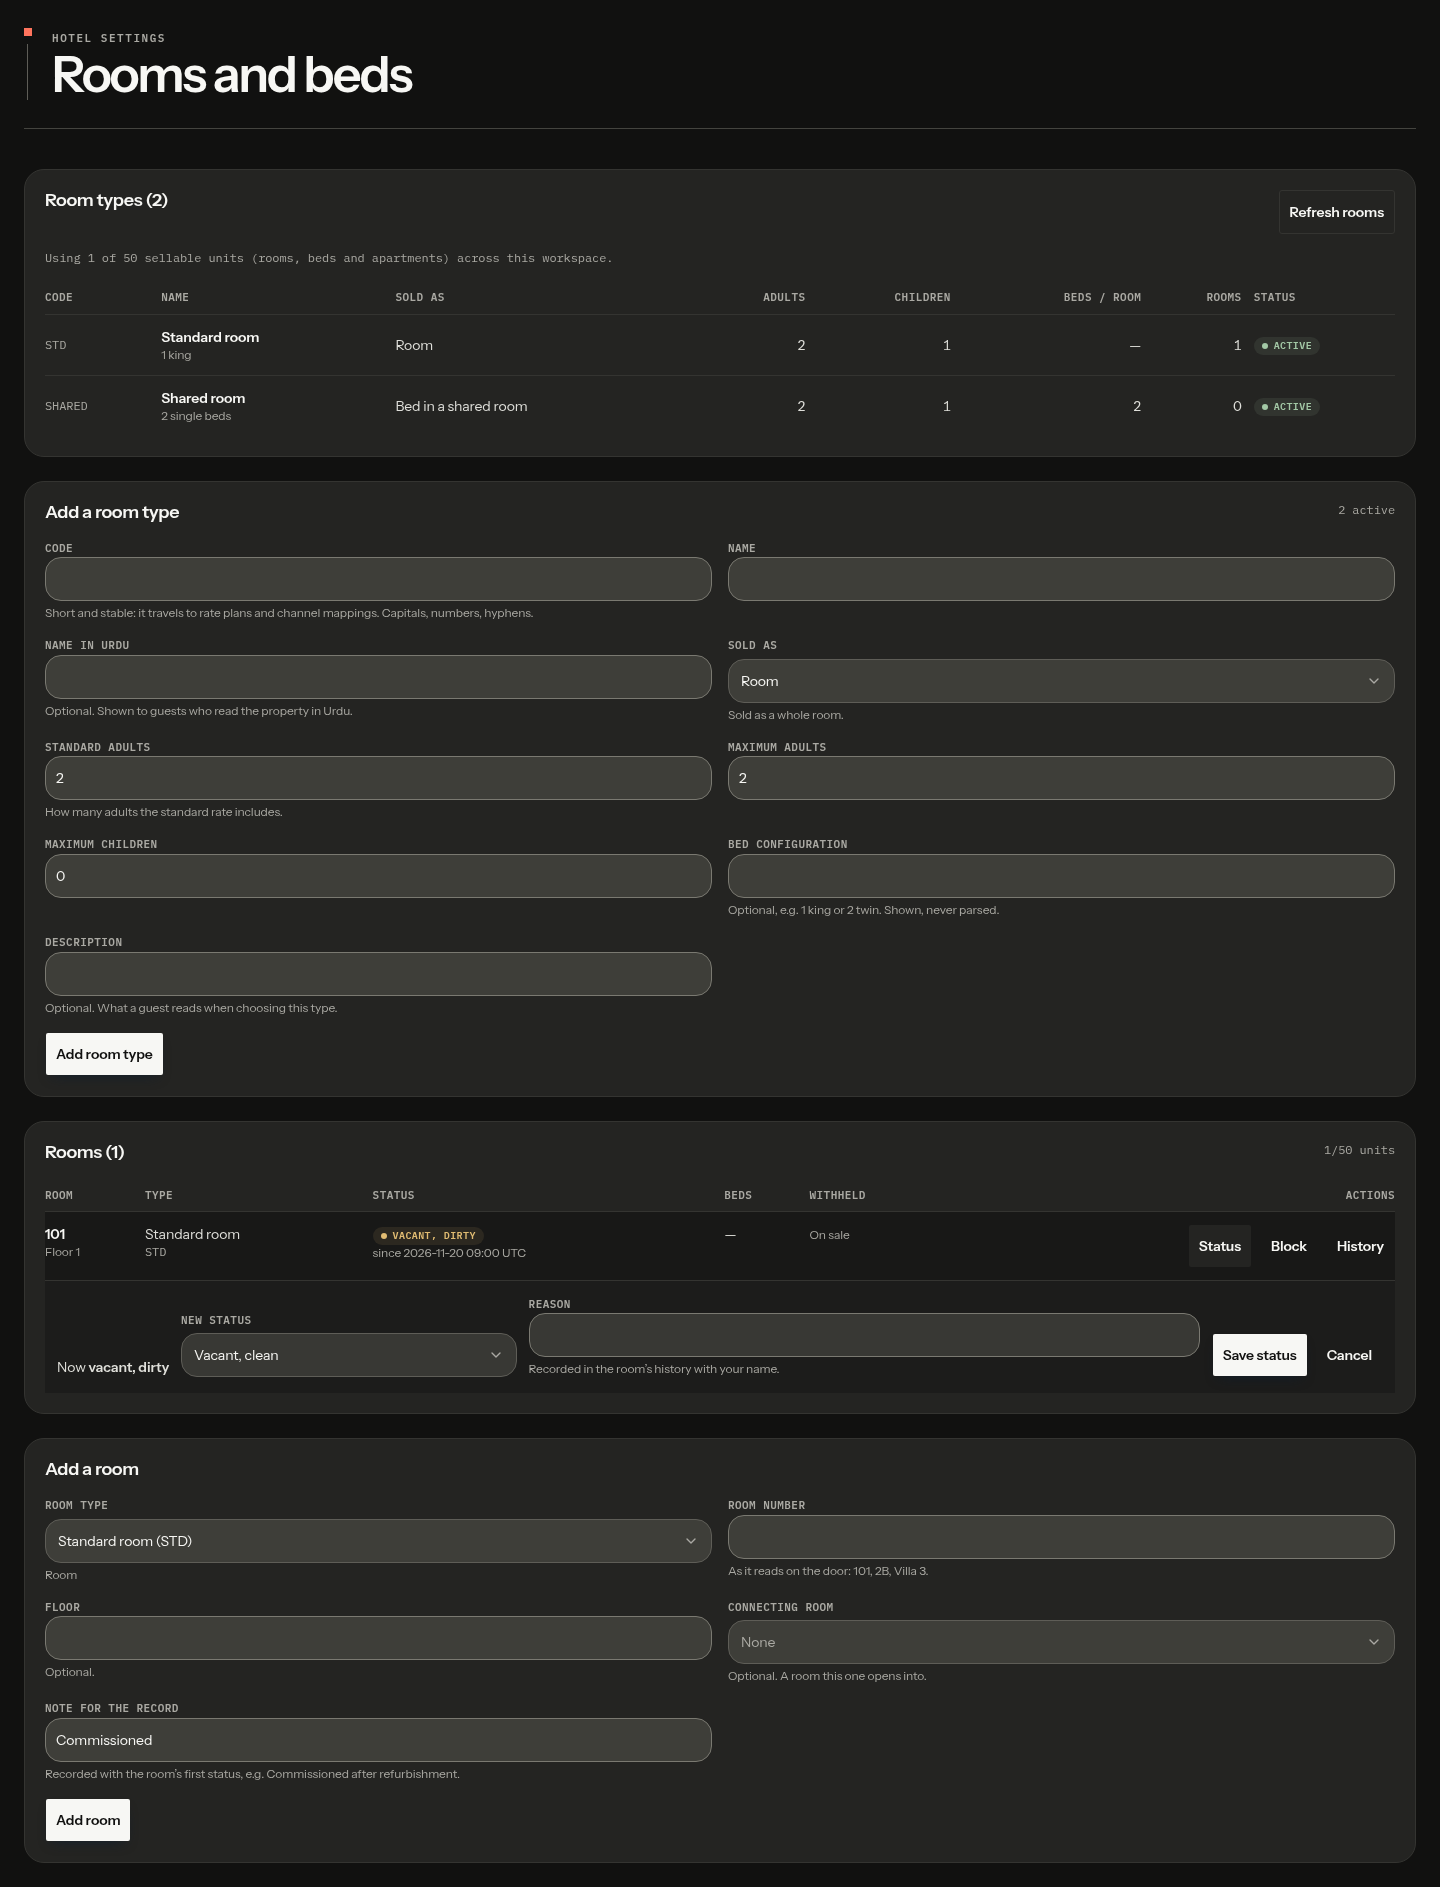 HOTEL SETTINGS
Rooms and beds
Room types (2)
Refresh rooms
Using 1 of 50 sellable units (rooms, beds and apartments) across this workspace.
CODE NAME SOLD AS ADULTS CHILDREN BEDS / ROOM ROOMS STATUS
STD Standard room Room 2 1 — 1 ACTIVE
1 king
SHARED Shared room Bed in a shared room 2 1 2 0 ACTIVE
2 single beds
Add a room type
2 active
CODE NAME
Short and stable: it travels to rate plans and channel mappings. Capitals, numbers, hyphens.
NAME IN URDU SOLD AS
Room
Optional. Shown to guests who read the property in Urdu. Sold as a whole room.
STANDARD ADULTS MAXIMUM ADULTS
2 2
How many adults the standard rate includes.
MAXIMUM CHILDREN BED CONFIGURATION
0
Optional, e.g. 1 king or 2 twin. Shown, never parsed.
DESCRIPTION
Optional. What a guest reads when choosing this type.
Add room type
Rooms (1)
1/50 units
ROOM TYPE STATUS BEDS WITHHELD ACTIONS
101 Standard room VACANT, DIRTY — On sale Status Block History
Floor 1 STD since 2026-11-20 09:00 UTC
NEW STATUS REASON
Now vacant, dirty Vacant, clean Save status Cancel
Recorded in the room's history with your name.
Add a room
ROOM TYPE ROOM NUMBER
Standard room (STD)
Room As it reads on the door: 101, 2B, Villa 3.
FLOOR CONNECTING ROOM
None
Optional. Optional. A room this one opens into.
NOTE FOR THE RECORD
Commissioned
Recorded with the room's first status, e.g. Commissioned after refurbishment.
Add room